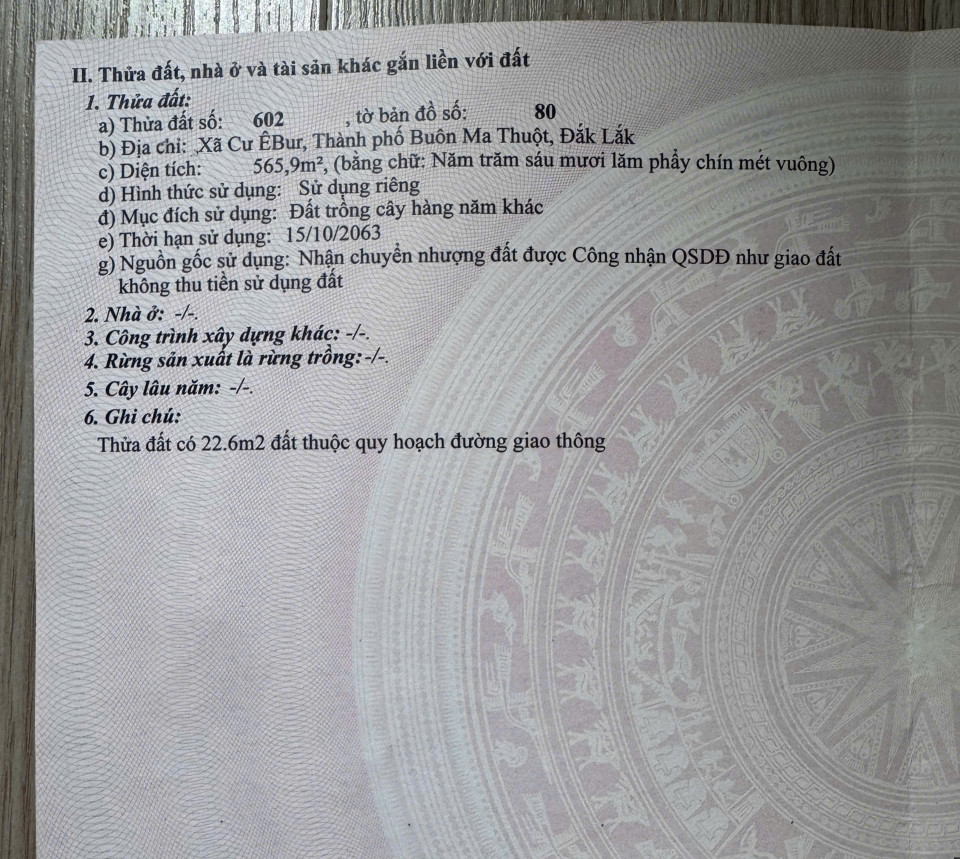 II. Thửa đất, nhà ở và tài sản khác gắn liền với đất
1. Thửa đất:
a) Thửa đất số: 602 , tờ bản đồ số: 80
b) Địa chỉ: Xã Cư ÊBur, Thành phố Buôn Ma Thuột, Đắk Lắk
c) Diện tích: 565,9m², (bằng chữ: Năm trăm sáu mươi lăm phẩy chín mét vuông)
d) Hình thức sử dụng: Sử dụng riêng
đ) Mục đích sử dụng: Đất trồng cây hàng năm khác
e) Thời hạn sử dụng: 15/10/2063
g) Nguồn gốc sử dụng: Nhận chuyển nhượng đất được Công nhận QSDĐ như giao đất
không thu tiền sử dụng đất
2. Nhà ở: -/-.
3. Công trình xây dựng khác: -/-.
4. Rừng sản xuất là rừng trồng: -/-.
5. Cây lâu năm: -/-.
6. Ghi chú:
Thửa đất có 22.6m2 đất thuộc quy hoạch đường giao thông